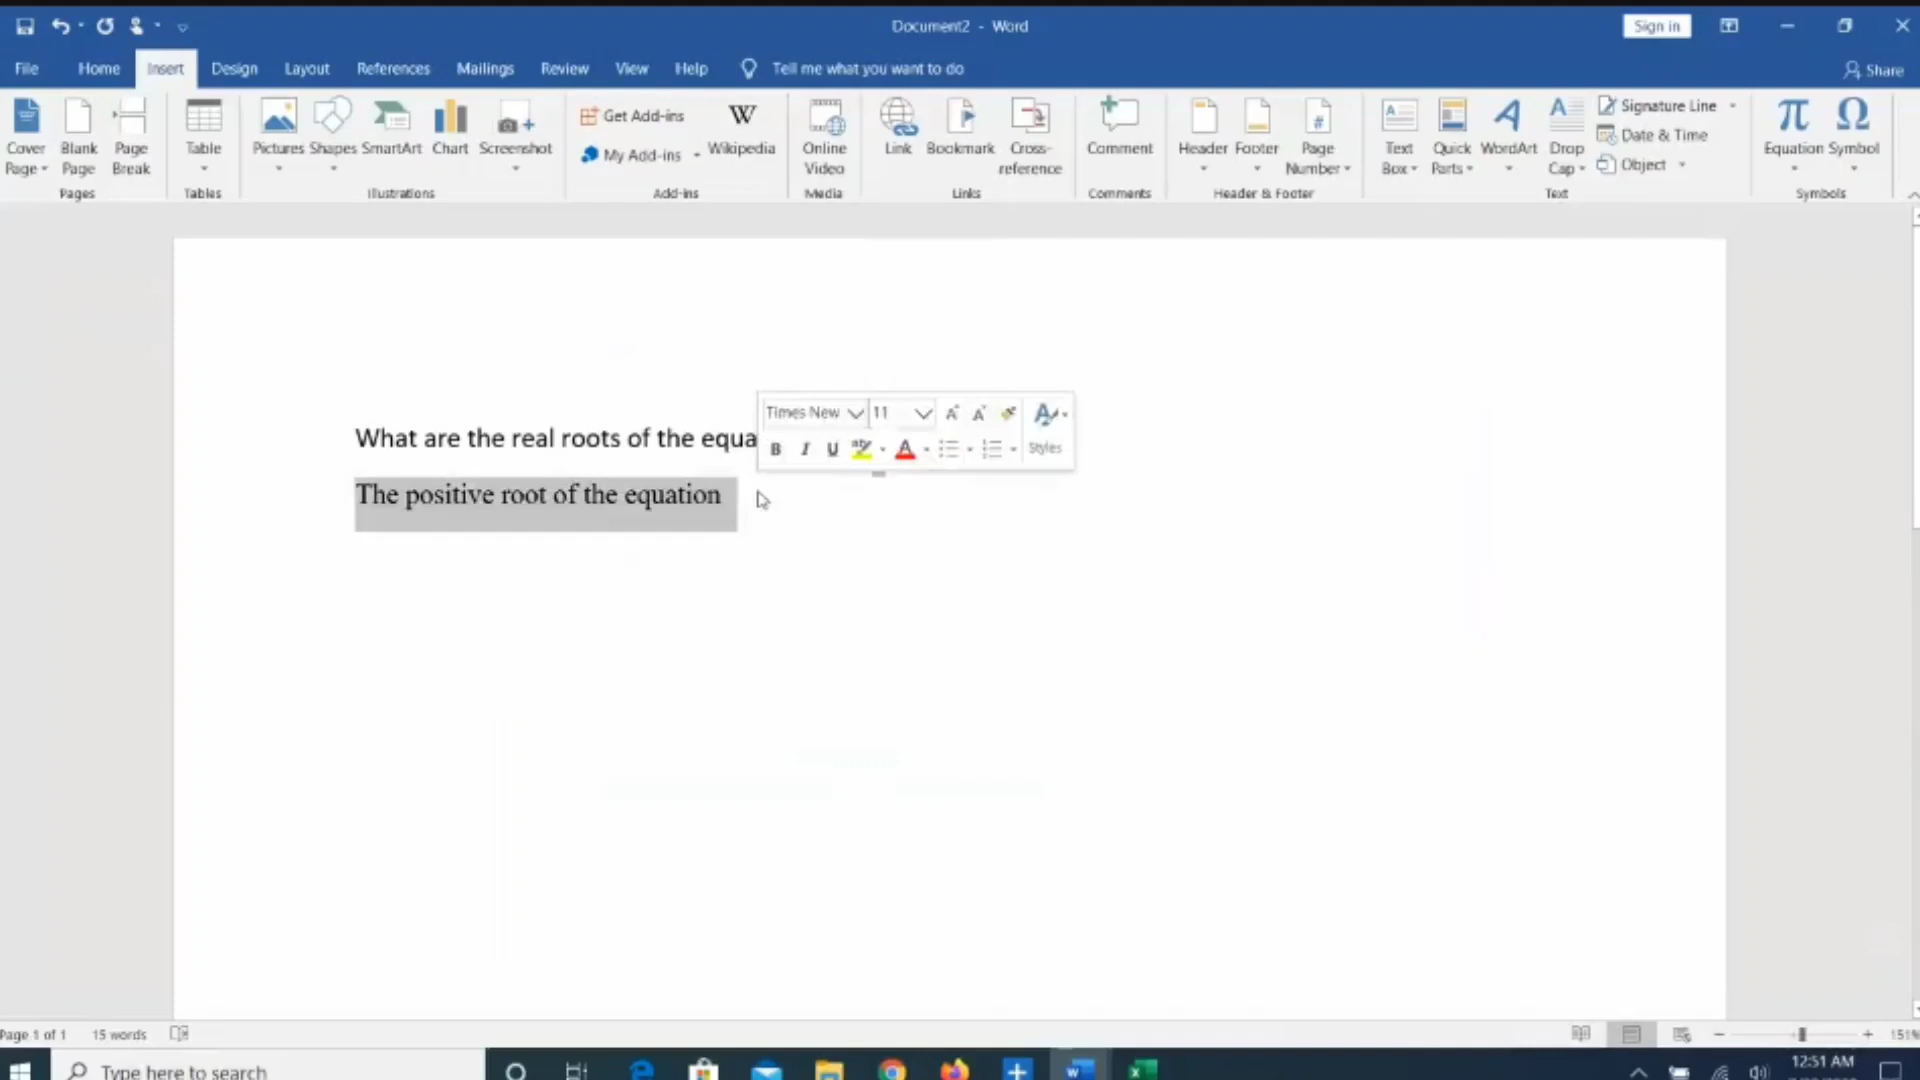 Document2 - Word
Sign in
File Home Insert Design Layout References Mailings Review View Help Tell me what you want to do
Share
Cover Page
Blank Page
Page Break
Pages
Table
Tables
Pictures
Shapes
SmartArt
Chart
Screenshot
Illustrations
Get Add-ins
My Add-ins
W
Wikipedia
Add-ins
Online Video
Media
Link
Bookmark
Cross-reference
Links
Comment
Comments
Header
Footer
Page Number
Header & Footer
Text Box
Quick Parts
WordArt
Drop Cap
Signature Line
Date & Time
Object
Text
π
Equation
Ω
Symbol
Symbols
Times New
11
B I U
Styles
What are the real roots of the equa
The positive root of the equation
Page 1 of 1
15 words
151%
Type here to search
12:51 AM